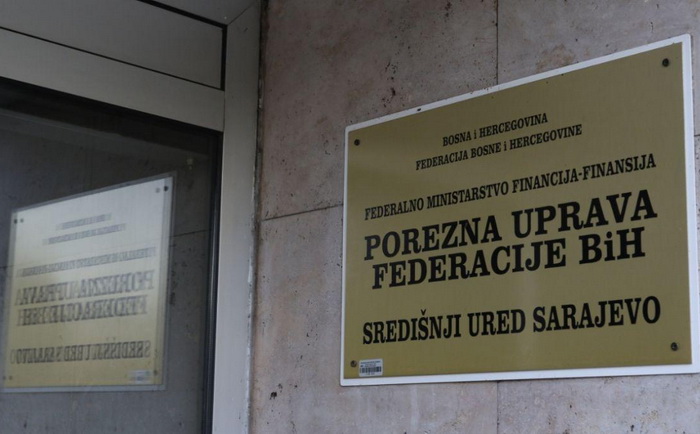 BOSNA i HERCEGOVINA
FEDERACIJA BOSNE i HERCEGOVINE
FEDERALNO MINISTARSTVO FINANCIJA-FINANSIJA
POREZNA UPRAVA
FEDERACIJE BiH
SREDIŠNJI URED SARAJEVO